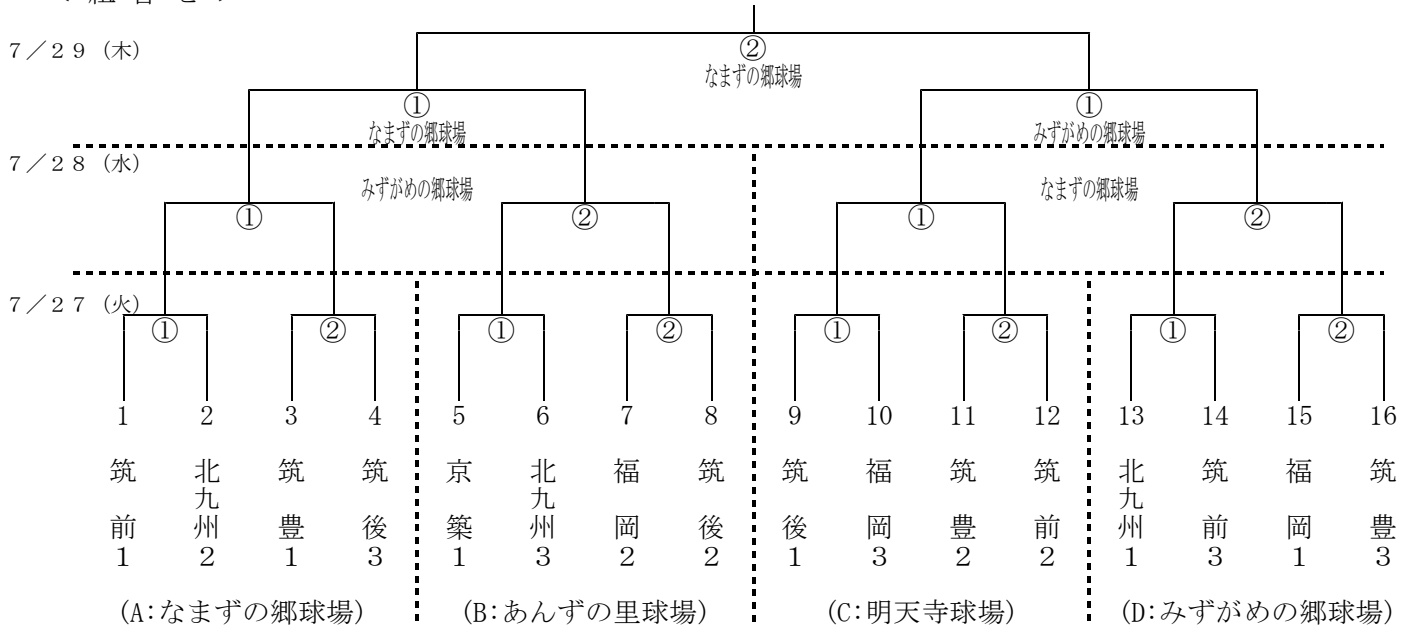 ７／２９（木）
②
なまずの郷球場
①
①
なまずの郷球場
みずがめの郷球場
７／２８（水）
みずがめの郷球場
なまずの郷球場
①
②
①
②
７／２７（火）
①
②
①
②
①
②
①
②
1 2 3 4 5 6 7 8 9 10 11 12 13 14 15 16
筑前１
北九州２
筑豊１
筑後３
京築１
北九州３
福岡２
筑後２
筑後１
福岡３
筑豊２
筑前２
北九州１
筑前３
福岡１
筑豊３
(A:なまずの郷球場)
(B:あんずの里球場)
(C:明天寺球場)
(D:みずがめの郷球場)